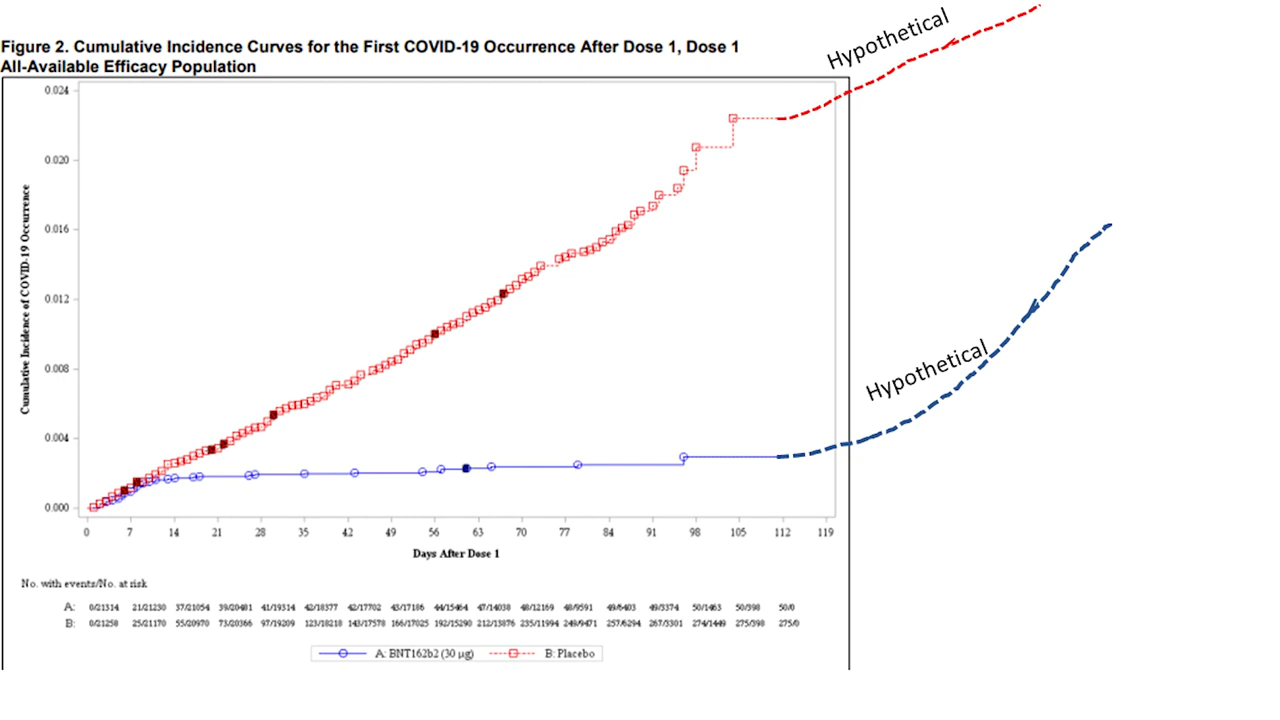 Hypothetical
Figure 2. Cumulative Incidence Curves for the First COVID-19 Occurrence After Dose 1, Dose 1
All-Available Efficacy Population
Cumulative Incidence of COVID-19 Occurrence
0.024
0.020
0.016
0.012
0.008
0.004
0.000
Hypothetical
0 7 14 21 28 35 42 49 56 63 70 77 84 91 98 105 112 119
Days After Dose 1
No. with events/No. at risk
A: 0/21314 21/21230 37/21054 39/20481 41/19314 42/18377 42/17702 43/17186 44/15464 47/14038 48/12169 48/9591 49/6403 49/3374 50/1463 50/398 50/0
B: 0/21258 25/21170 55/20970 73/20366 97/19209 123/18218 143/17578 166/17025 192/15290 212/13876 235/11994 249/9471 257/6294 267/3301 274/1449 275/398 275/0
A: BNT162b2 (30 μg) B: Placebo